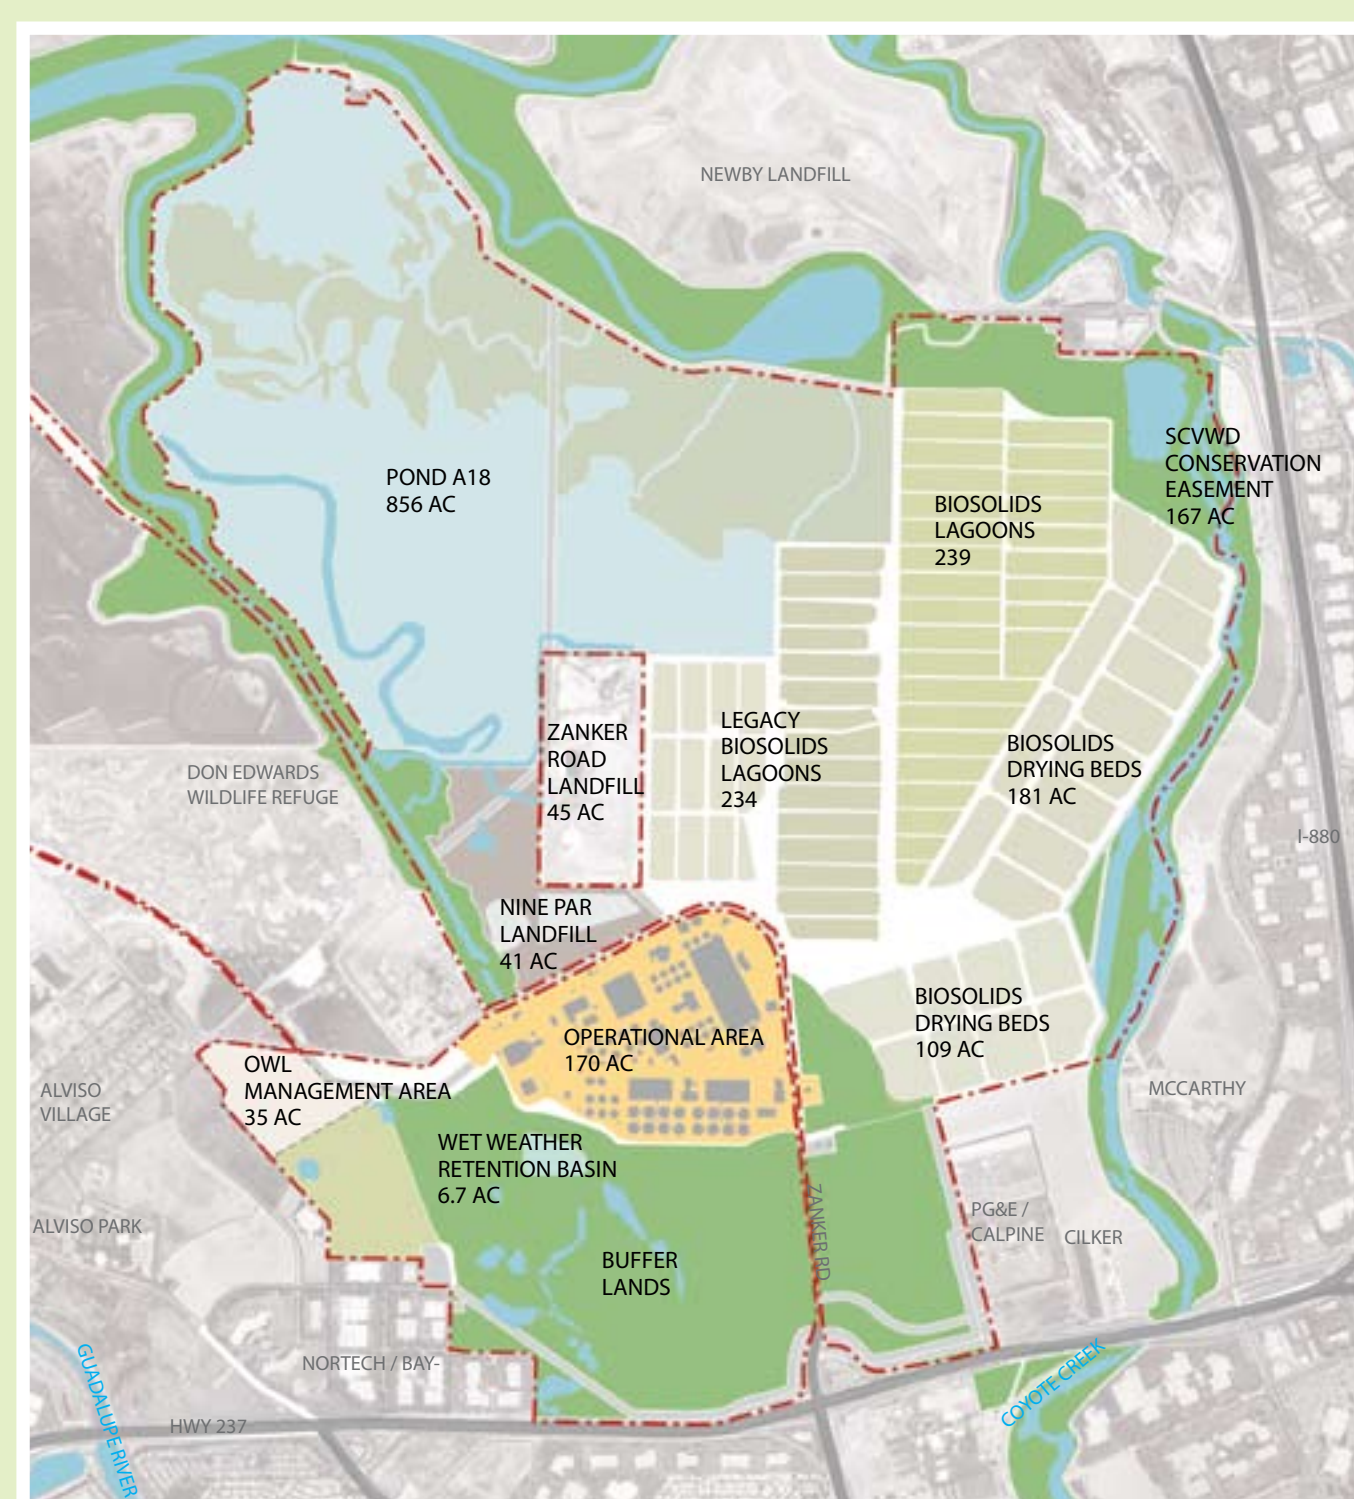 NEWBY LANDFILL
SCVWD
CONSERVATION
EASEMENT
167 AC
POND A18
856 AC
BIOSOLIDS
LAGOONS
239
ZANKER
ROAD
LANDFILL
45 AC
LEGACY
BIOSOLIDS
LAGOONS
234
BIOSOLIDS
DRYING BEDS
181 AC
DON EDWARDS
WILDLIFE REFUGE
I-880
NINE PAR
LANDFILL
41 AC
BIOSOLIDS
DRYING BEDS
109 AC
OPERATIONAL AREA
170 AC
OWL
MANAGEMENT AREA
35 AC
ALVISO
VILLAGE
MCCARTHY
WET WEATHER
RETENTION BASIN
6.7 AC
ZANKER RD
ALVISO PARK
PG&E /
CALPINE
CILKER
BUFFER
LANDS
NORTECH / BAY-
GUADALUPE RIVER
COYOTE CREEK
HWY 237